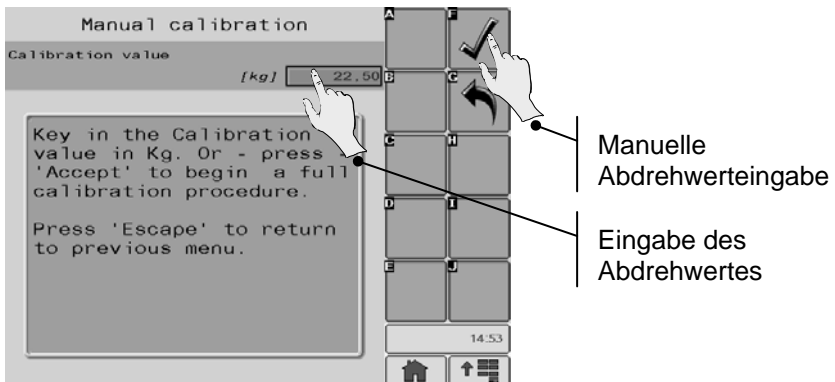 Manual calibration
Calibration value
[kg] 22.50
Key in the Calibration
value in Kg. Or - press -
'Accept' to begin a full
calibration procedure.
Press 'Escape' to return
to previous menu.
A
F
B
G
C
H
D
I
E
J
14:53
Manuelle
Abdrehwerteingabe
Eingabe des
Abdrehwertes